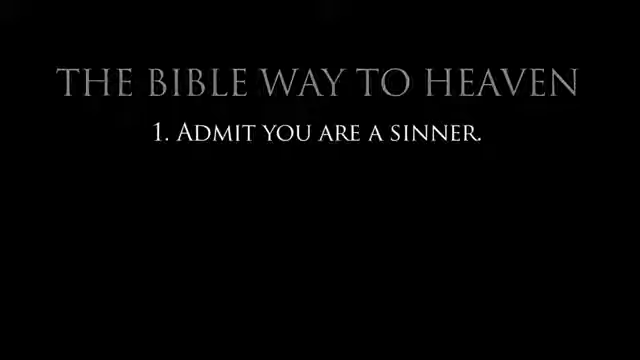 THE BIBLE WAY TO HEAVEN
1. ADMIT YOU ARE A SINNER.